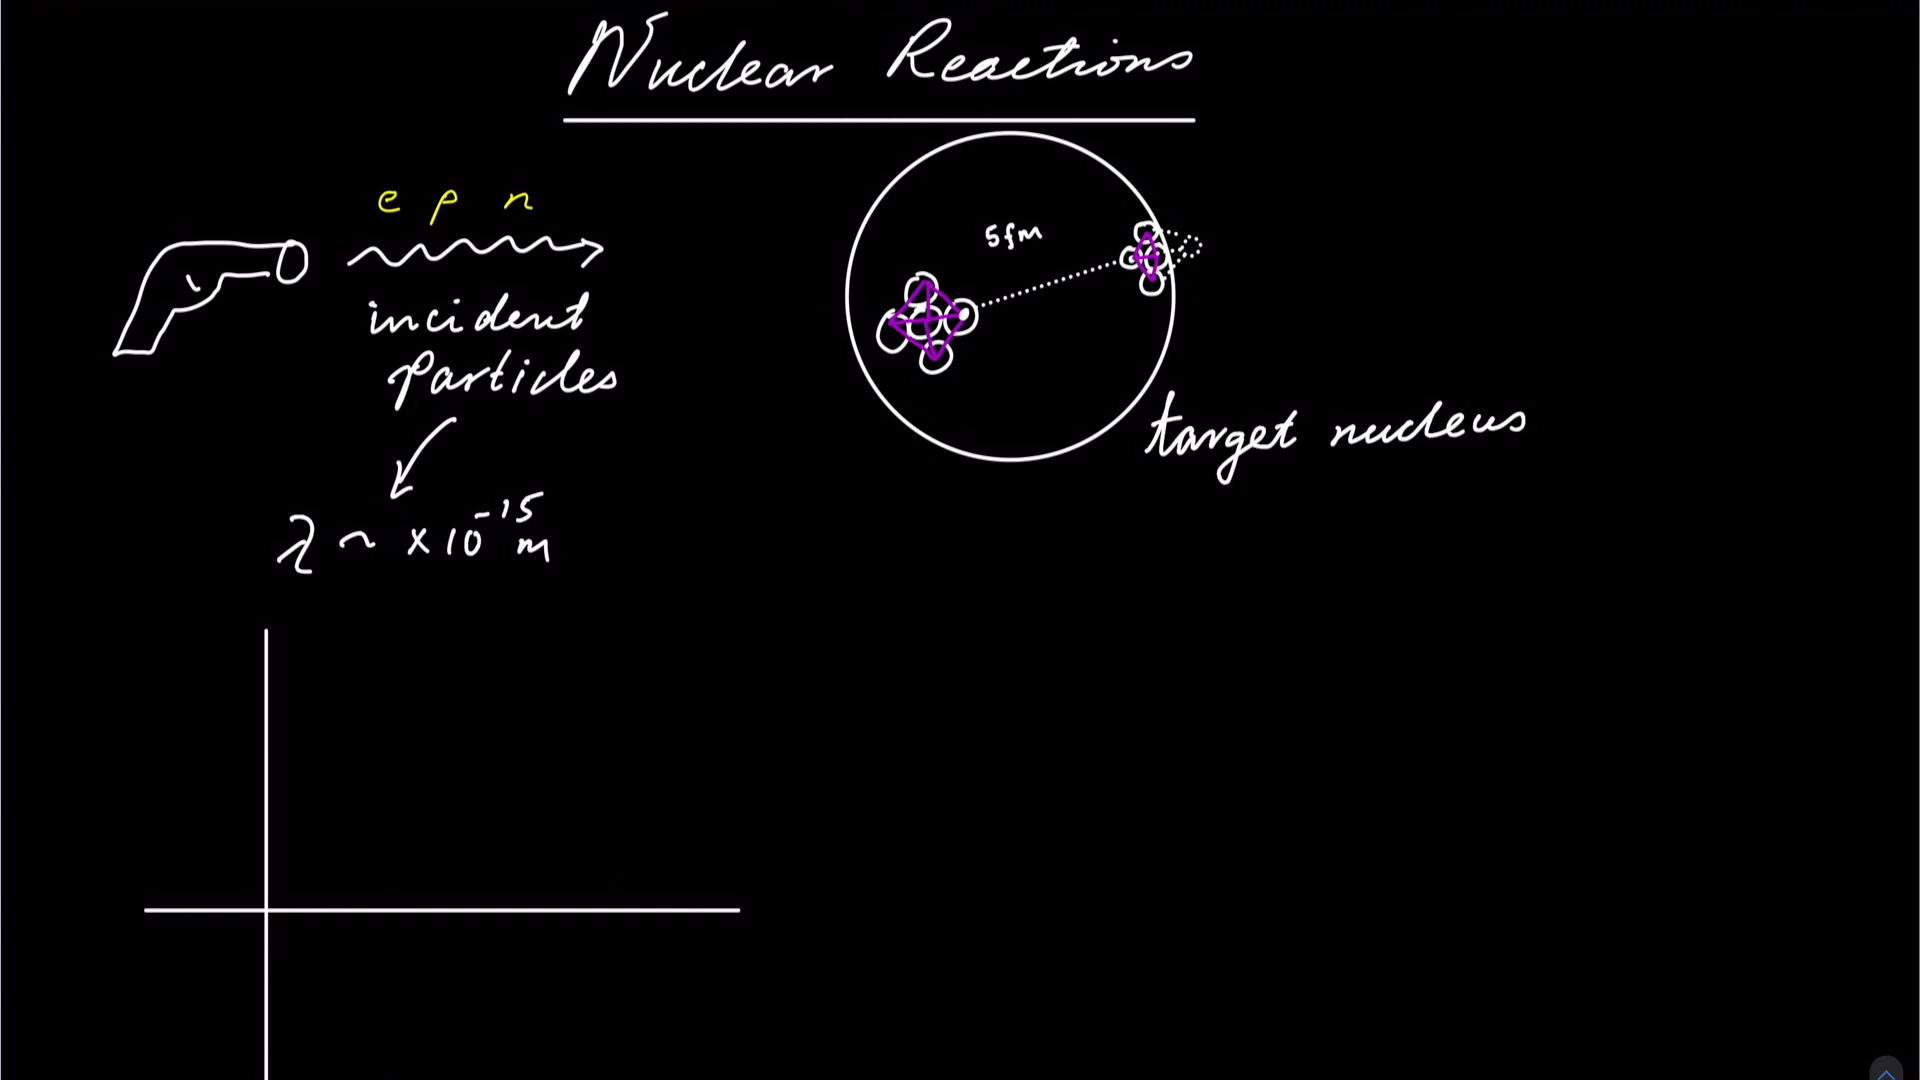 Nuclear Reactions
e p n
5fm
incident
particles
target nucleus
λ ~ ×10⁻¹⁵ m